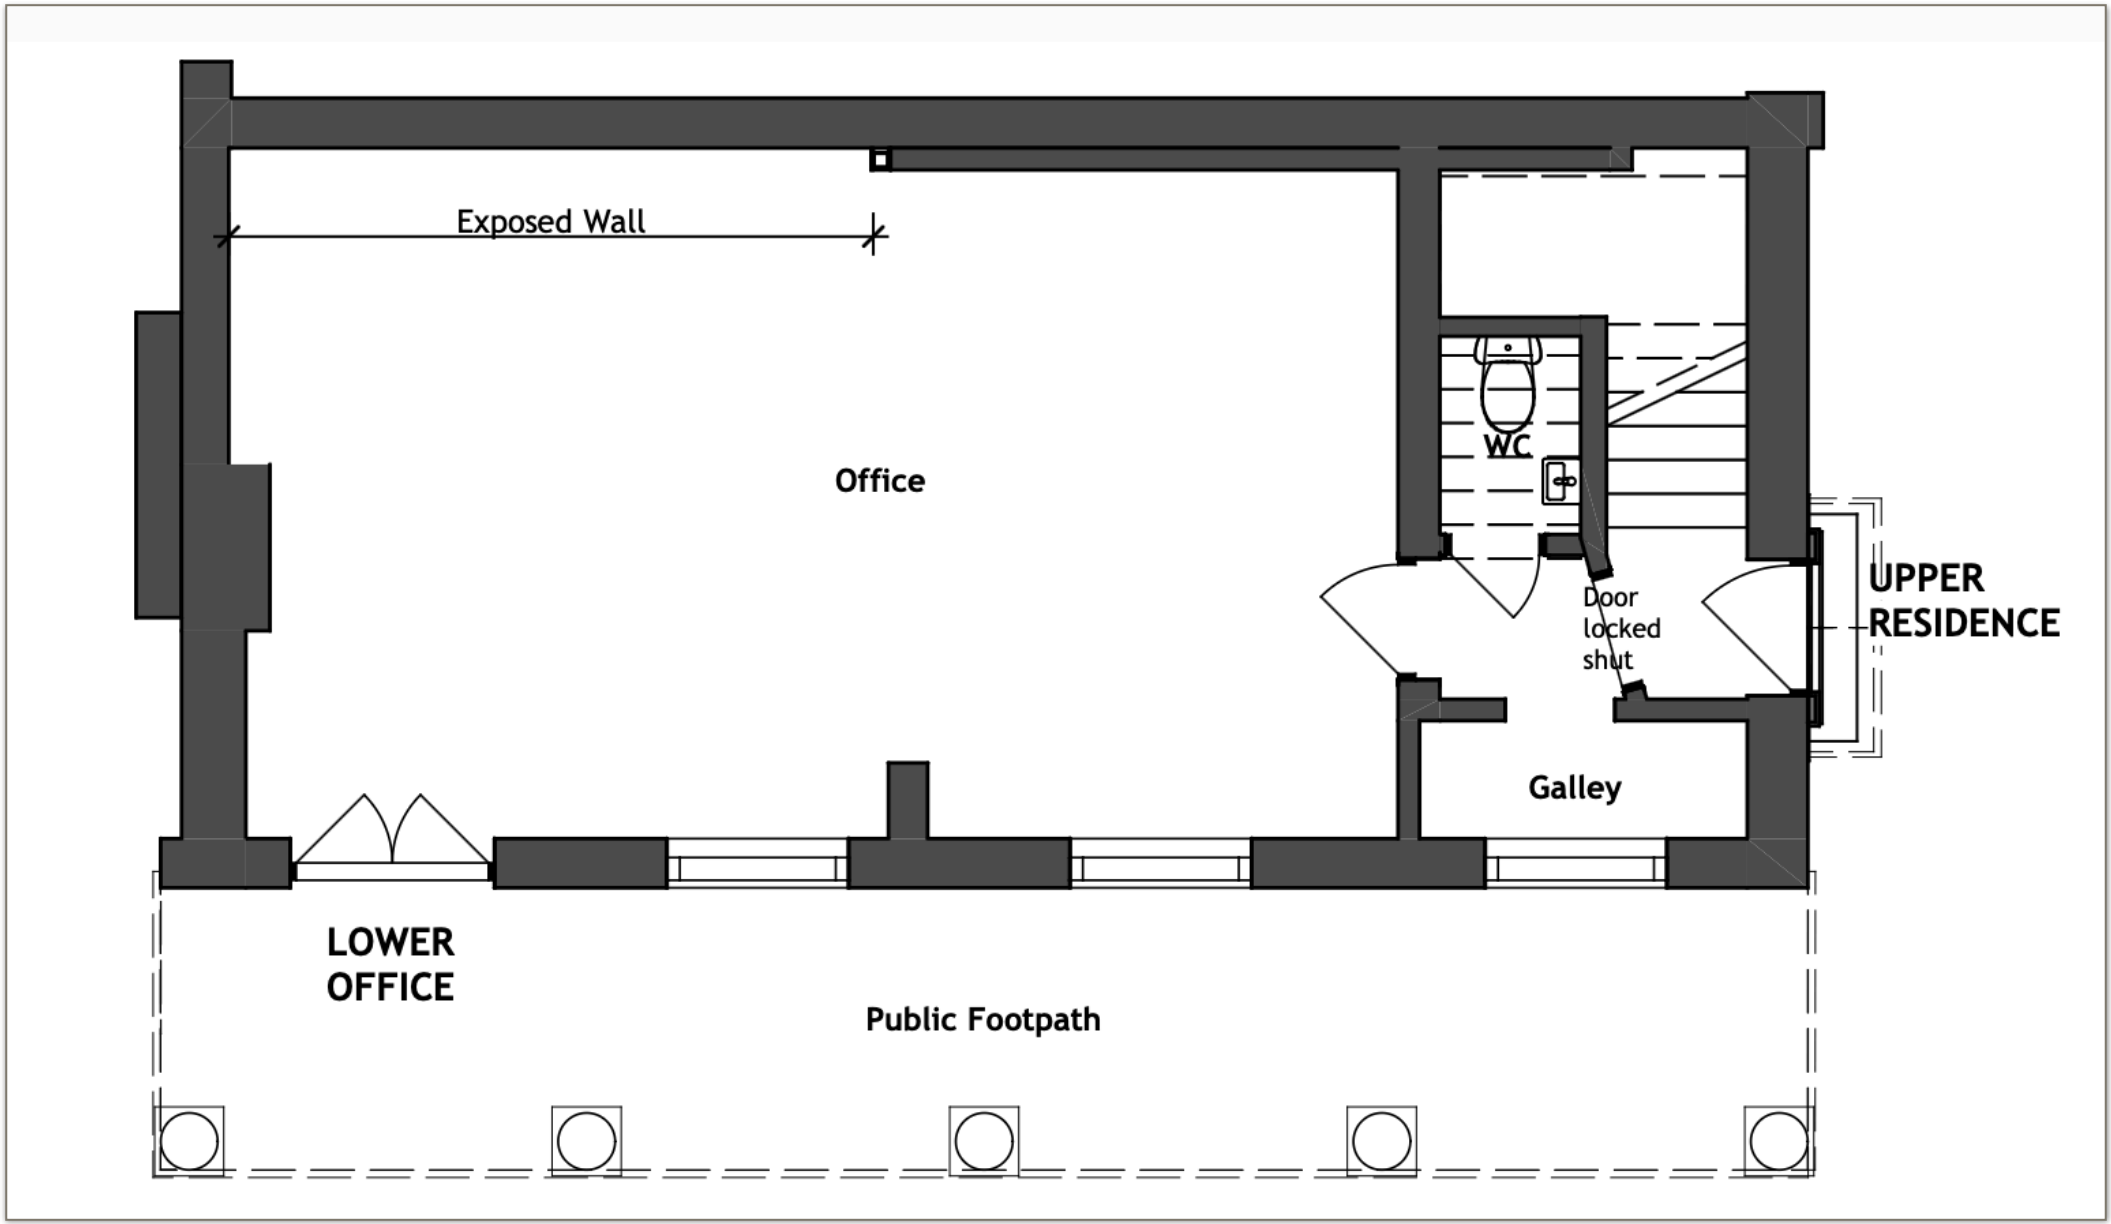 Exposed Wall
Office
WC
Door
locked
shut
UPPER
RESIDENCE
Galley
LOWER
OFFICE
Public Footpath